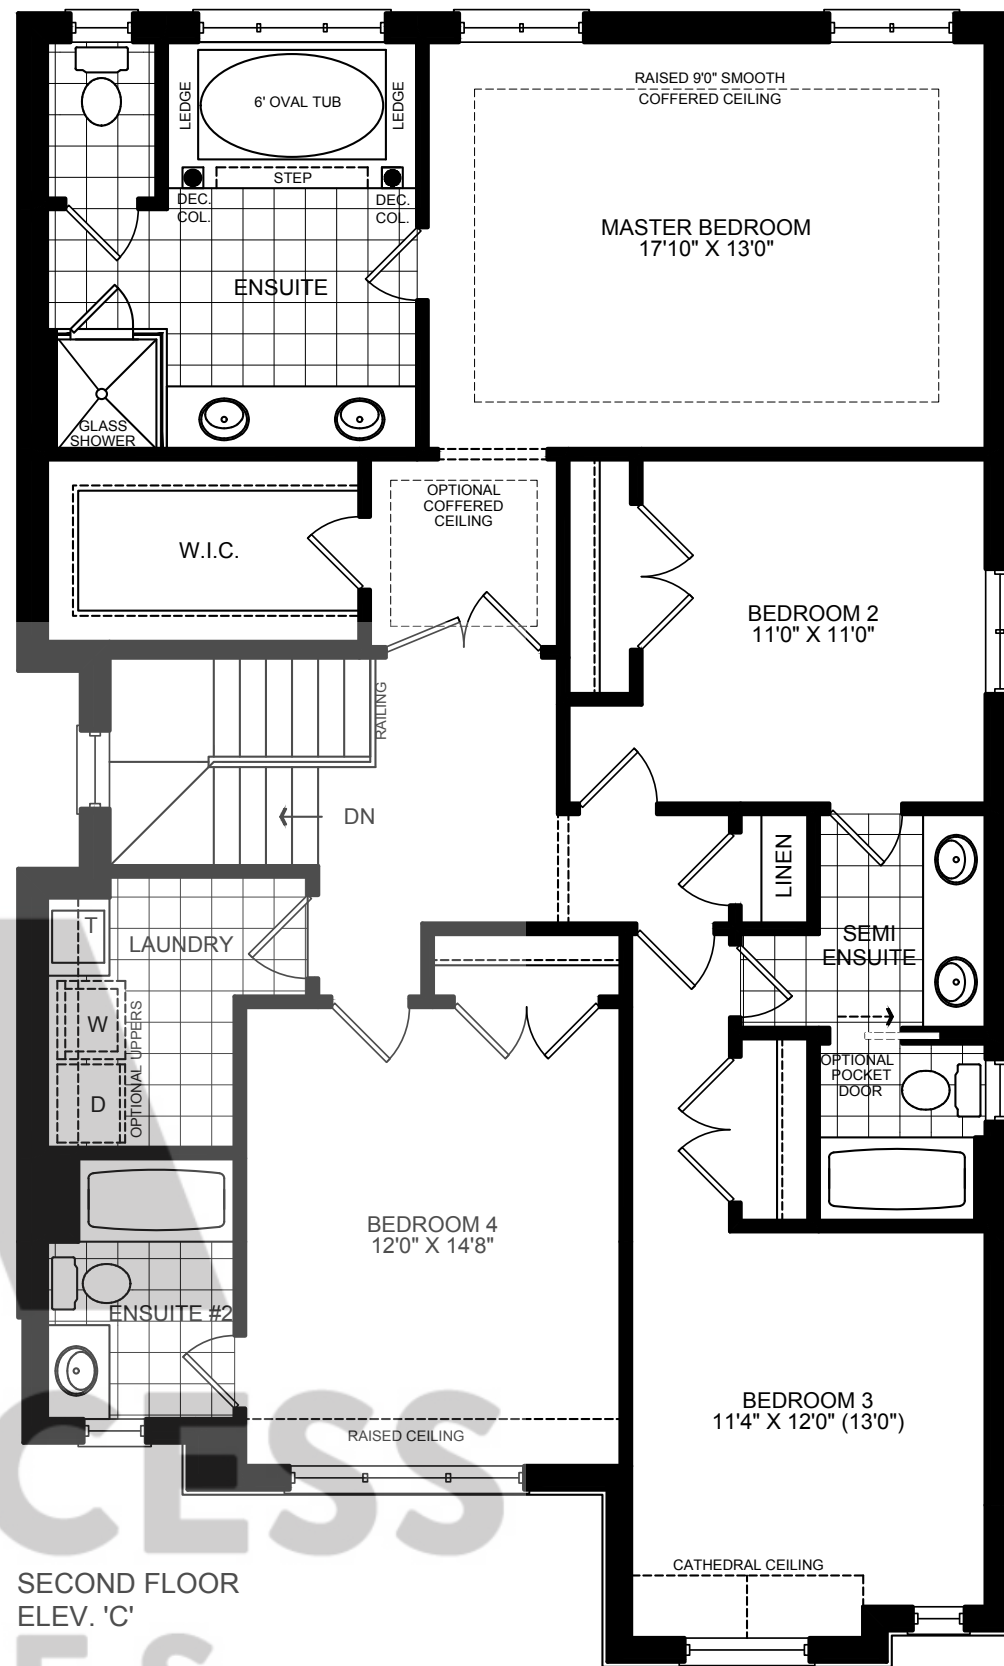 RAISED 9'0" SMOOTH
COFFERED CEILING
LEDGE
6' OVAL TUB
LEDGE
STEP
DEC.
COL.
DEC.
COL.
MASTER BEDROOM
17'10" X 13'0"
ENSUITE
GLASS
SHOWER
OPTIONAL
COFFERED
CEILING
W.I.C.
BEDROOM 2
11'0" X 11'0"
RAILING
DN
LINEN
T
LAUNDRY
SEMI
ENSUITE
W
OPTIONAL UPPERS
D
OPTIONAL
POCKET
DOOR
BEDROOM 4
12'0" X 14'8"
ENSUITE #2
BEDROOM 3
11'4" X 12'0" (13'0")
RAISED CEILING
CATHEDRAL CEILING
SECOND FLOOR
ELEV. 'C'